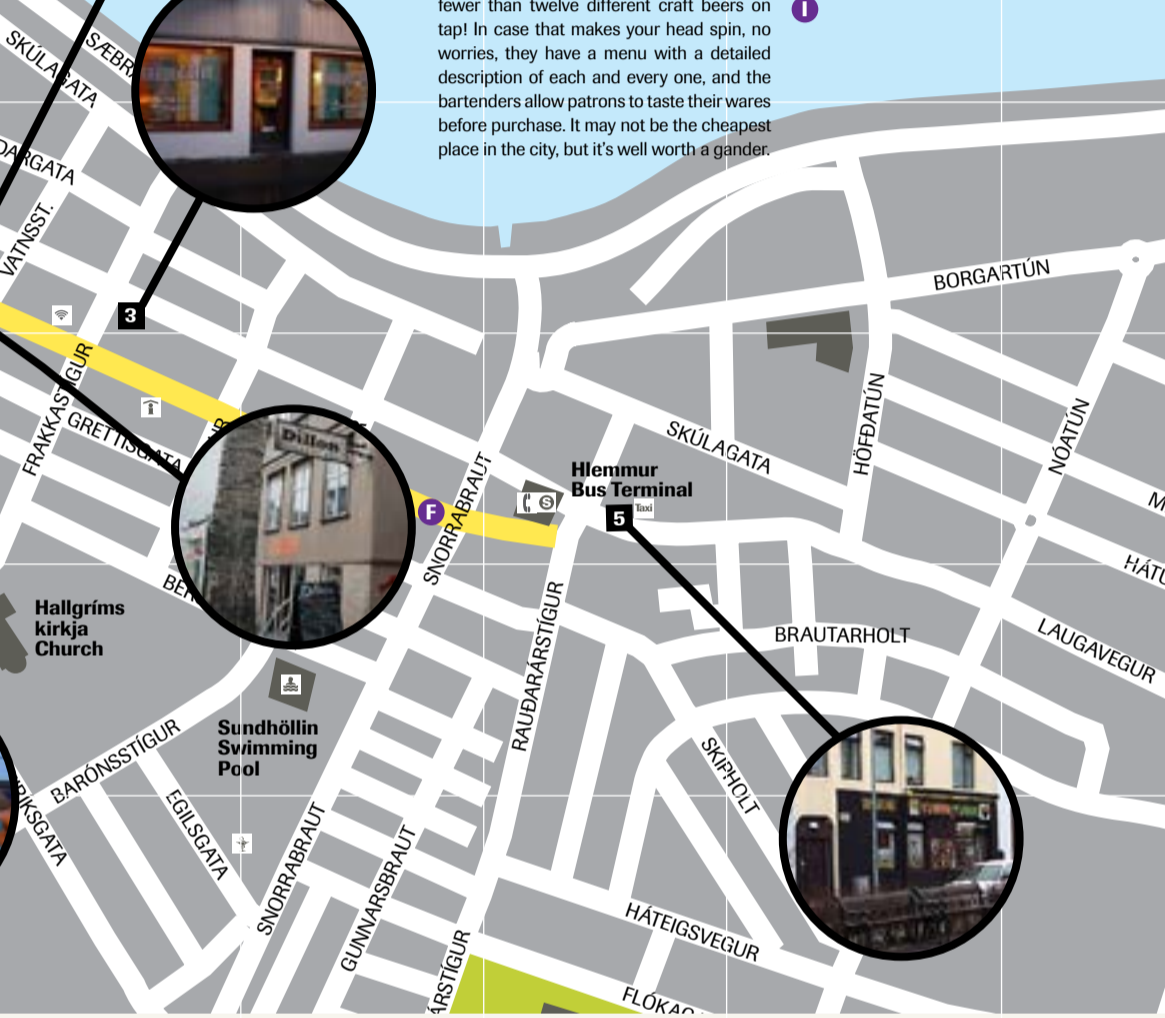 fewer than twelve different craft beers on
tap! In case that makes your head spin, no
worries, they have a menu with a detailed
description of each and every one, and the
bartenders allow patrons to taste their wares
before purchase. It may not be the cheapest
place in the city, but it's well worth a gander.
I
SKÚLAGATA
VATNSST.
3
FRAKKASTÍGUR
GRETTISGATA
Dillon
F
SNORRABRAUT
S
Hlemmur
Bus Terminal
5
Taxi
SKÚLAGATA
BORGARTÚN
HÖFÐATÚN
NÓATÚN
LAUGAVEGUR
BRAUTARHOLT
SKIPHOLT
RAUÐARÁRSTÍGUR
Hallgríms
kirkja
Church
Sundhöllin
Swimming
Pool
BARÓNSSTÍGUR
EGILSGATA
SNORRABRAUT
GUNNARSBRAUT
HÁTEIGSVEGUR